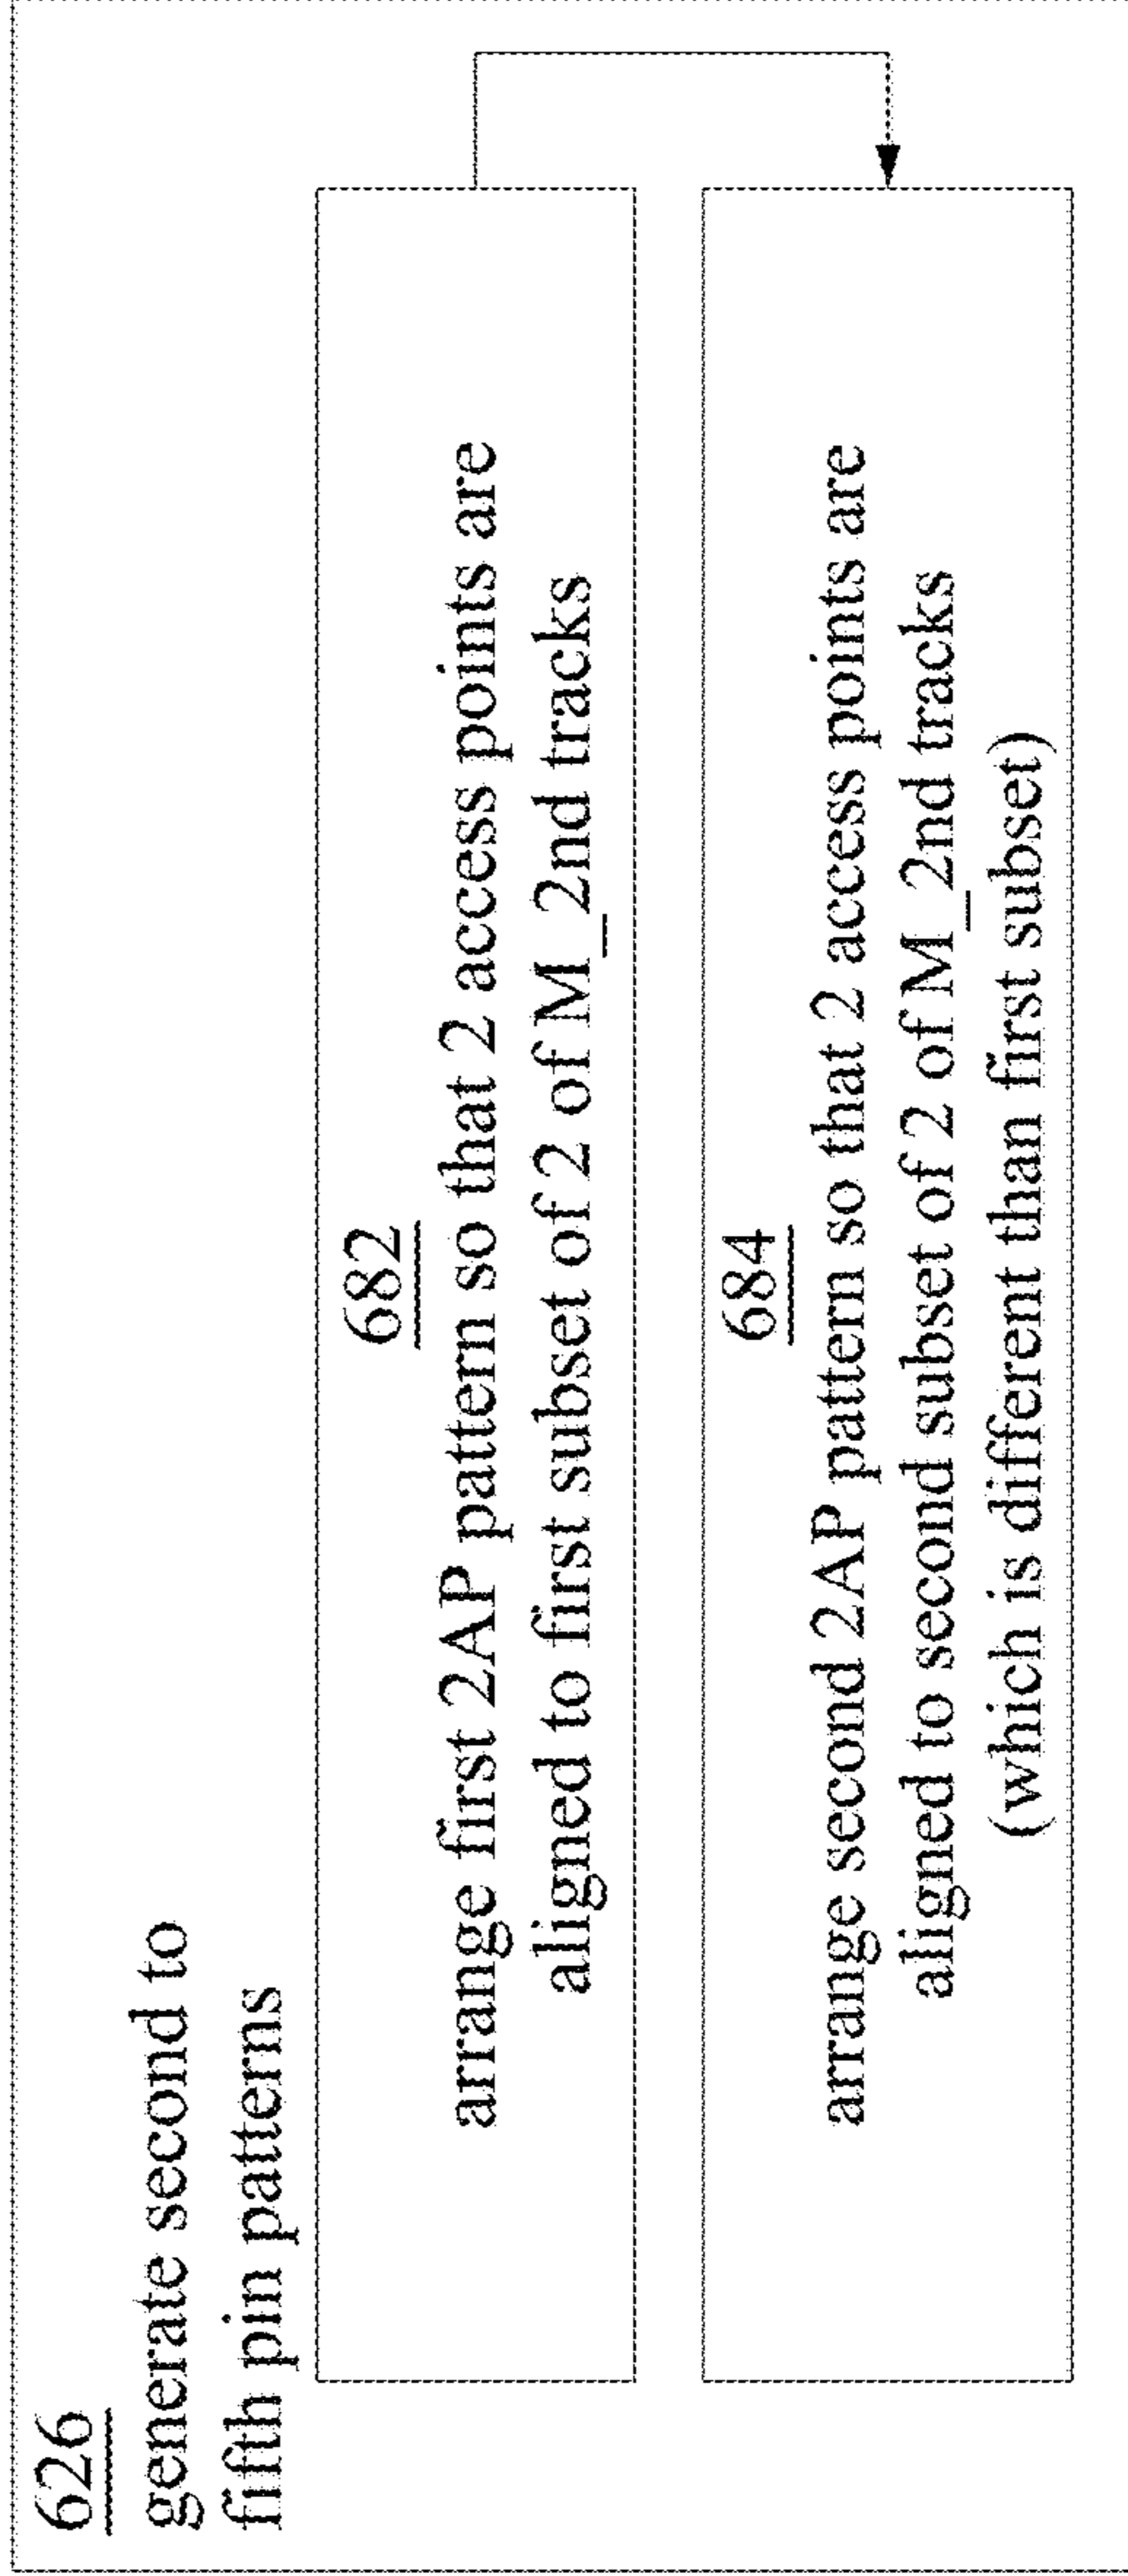 626
generate second to
fifth pin patterns
682
arrange first 2AP pattern so that 2 access points are
aligned to first subset of 2 of M_2nd tracks
684
arrange second 2AP pattern so that 2 access points are
aligned to second subset of 2 of M_2nd tracks
(which is different than first subset)